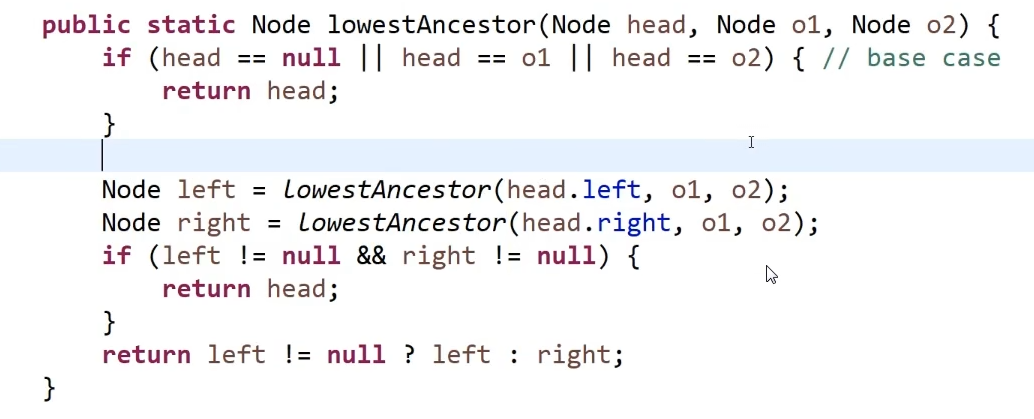 public static Node lowestAncestor(Node head, Node o1, Node o2) {
if (head == null || head == o1 || head == o2) { // base case
return head;
}
Node left = lowestAncestor(head.left, o1, o2);
Node right = lowestAncestor(head.right, o1, o2);
if (left != null && right != null) {
return head;
}
return left != null ? left : right;
}